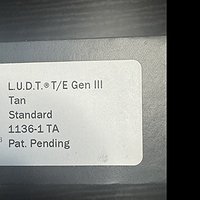 L.U.D.T.® T/E Gen III
Tan
Standard
1136-1 TA
Pat. Pending